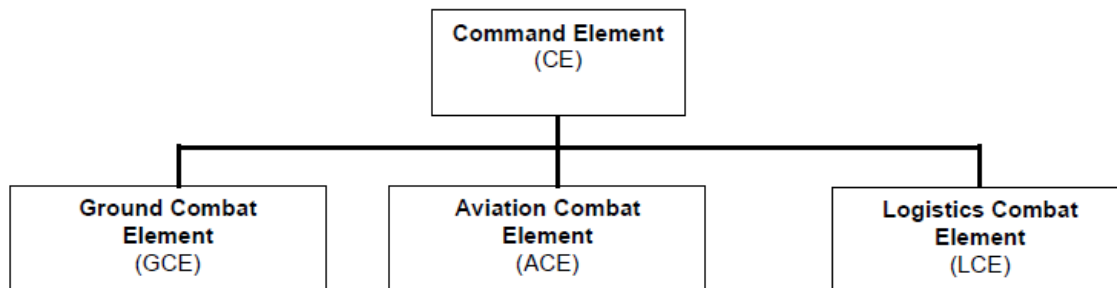 Command Element
(CE)
Ground Combat
Element
(GCE)
Aviation Combat
Element
(ACE)
Logistics Combat
Element
(LCE)